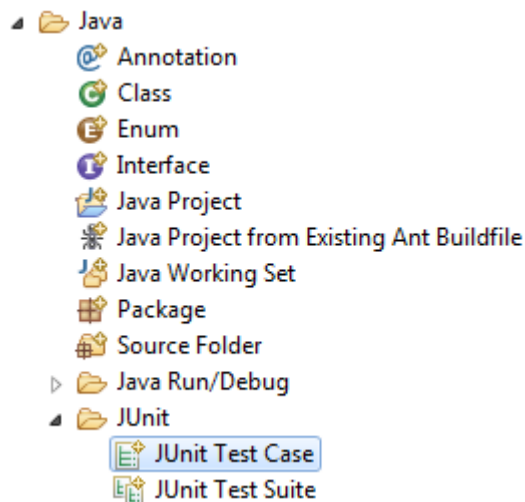 Java
Annotation
Class
Enum
Interface
Java Project
Java Project from Existing Ant Buildfile
Java Working Set
Package
Source Folder
Java Run/Debug
JUnit
JUnit Test Case
JUnit Test Suite